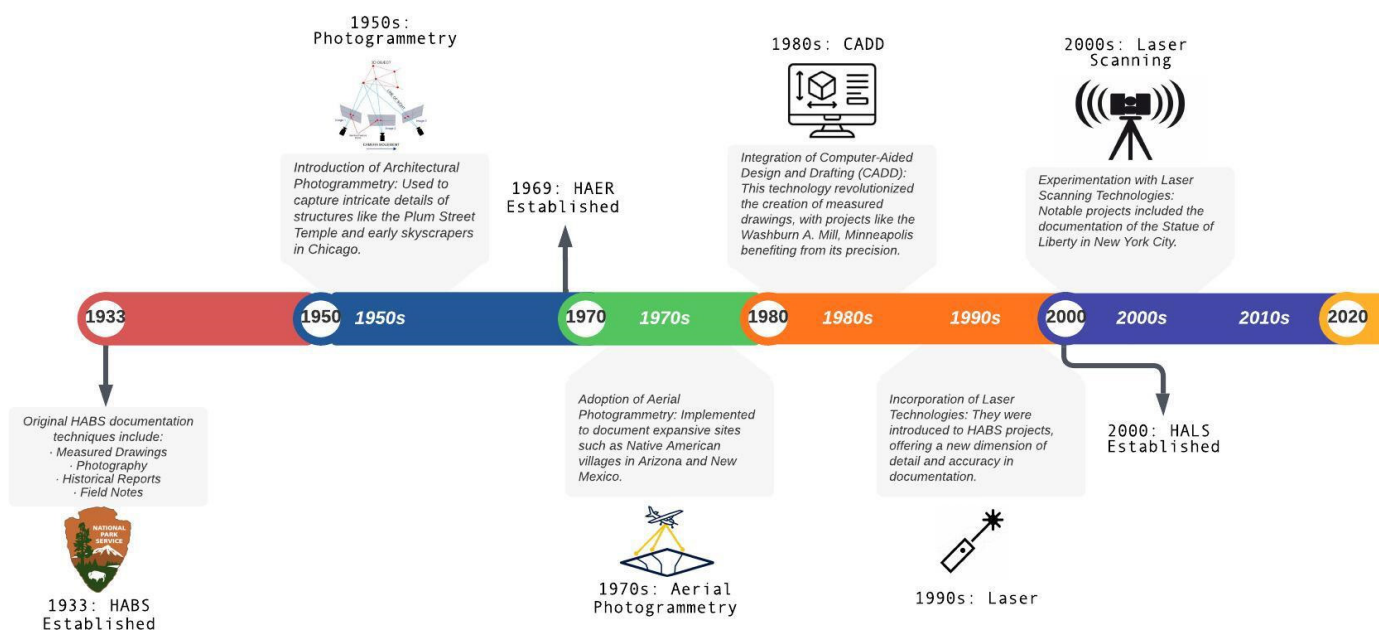 1950s:
Photogrammetry
Introduction of Architectural
Photogrammetry: Used to
capture intricate details of
structures like the Plum Street
Temple and early skyscrapers
in Chicago.
1969: HAER
Established
1980s: CADD
Integration of Computer-Aided
Design and Drafting (CADD):
This technology revolutionized
the creation of measured
drawings, with projects like the
Washburn A. Mill, Minneapolis
benefiting from its precision.
2000s: Laser
Scanning
Experimentation with Laser
Scanning Technologies:
Notable projects included the
documentation of the Statue of
Liberty in New York City.
1933
1950
1950s
1970
1970s
1980
1980s
1990s
2000
2000s
2010s
2020
Original HABS documentation
techniques include:
· Measured Drawings
· Photography
· Historical Reports
· Field Notes
NATIONAL
PARK
SERVICE
1933: HABS
Established
Adoption of Aerial
Photogrammetry: Implemented
to document expansive sites
such as Native American
villages in Arizona and New
Mexico.
1970s: Aerial
Photogrammetry
Incorporation of Laser
Technologies: They were
introduced to HABS projects,
offering a new dimension of
detail and accuracy in
documentation.
1990s: Laser
2000: HALS
Established